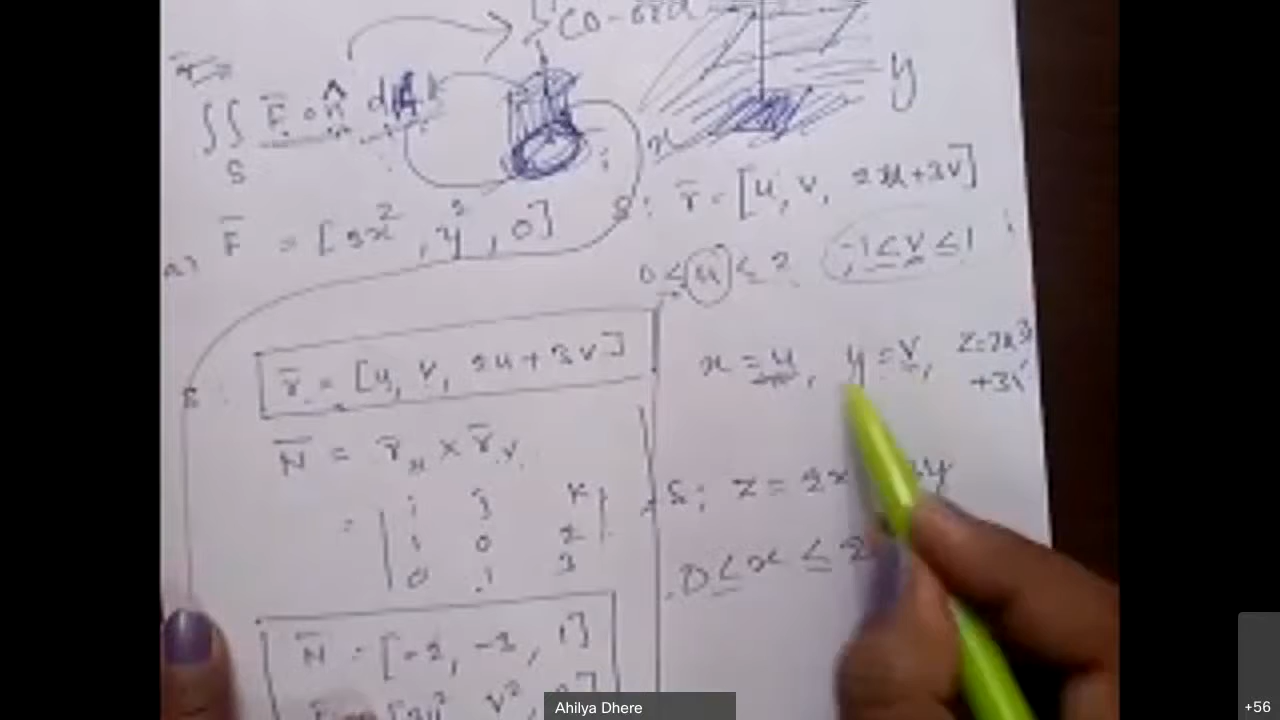 Co-ord
y
x
∬ F̄ ∘ n̂ dA
S
a) F̄ = [3x², y², 0]
S: r̄ = [u, v, 2u+3v]
0 ≤ u ≤ 2, -1 ≤ v ≤ 1
S: r̄ = [u, v, 2u+3v]
N̄ = r̄u × r̄v
= | i j k
1 0 2
0 1 3 |
N̄ = [-2, -3, 1]
x = u, y = v, z = 2u
+3v
S: z = 2x y
0 ≤ x ≤ 2
Ahilya Dhere
+56